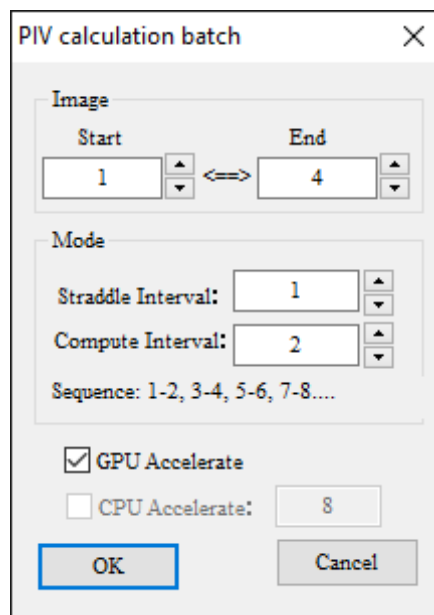 PIV calculation batch
Image
Start End
1 <==> 4
Mode
Straddle Interval: 1
Compute Interval: 2
Sequence: 1-2, 3-4, 5-6, 7-8....
GPU Accelerate
CPU Accelerate: 8
OK Cancel